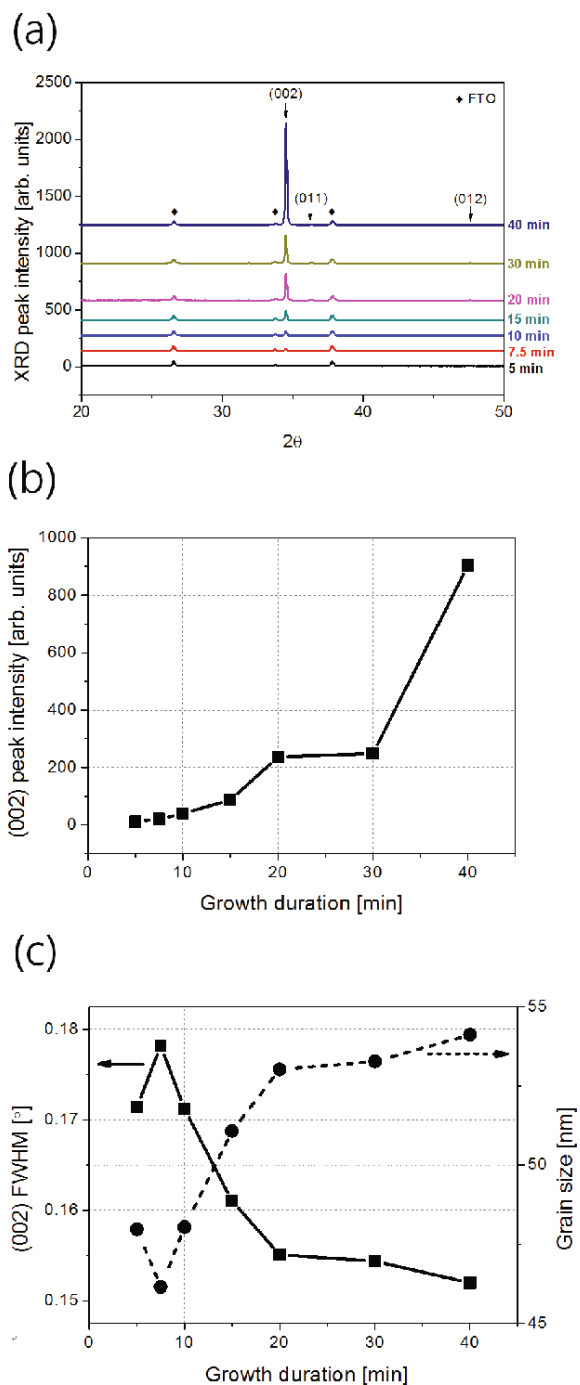 (a)
2500
2000
1500
1000
500
0
XRD peak intensity [arb. units]
(002)
♦ FTO
(011)
(012)
40 min
30 min
20 min
15 min
10 min
7.5 min
5 min
20 30 40 50
2θ
(b)
1000
800
600
400
200
0
(002) peak intensity [arb. units]
0 10 20 30 40
Growth duration [min]
(c)
0.18
0.17
0.16
0.15
(002) FWHM [°]
55
50
45
Grain size [nm]
0 10 20 30 40
Growth duration [min]